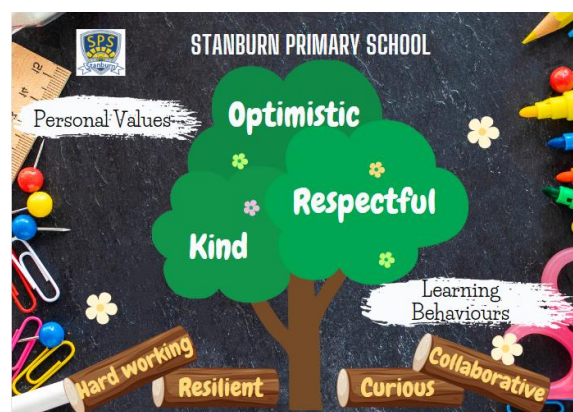 SPS
Stanburn
STANBURN PRIMARY SCHOOL
Personal Values
Optimistic
Respectful
Kind
Learning
Behaviours
Hard working
Resilient
Curious
Collaborative